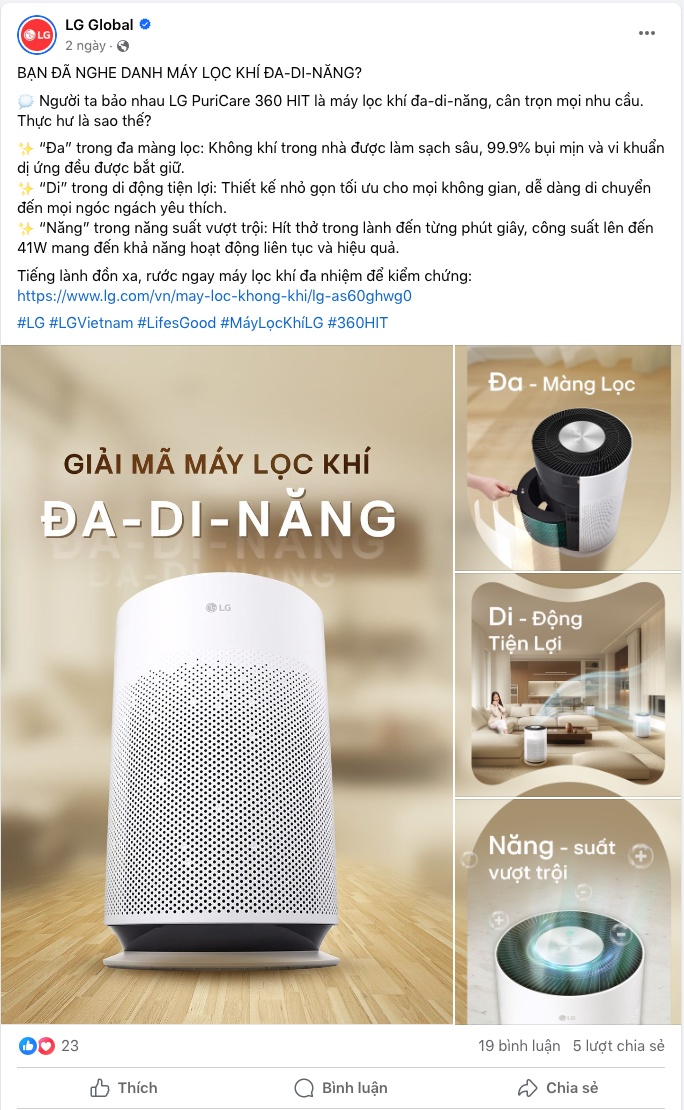 LG Global
2 ngày ·
BẠN ĐÃ NGHE DANH MÁY LỌC KHÍ ĐA-DI-NĂNG?
💭 Người ta bảo nhau LG PuriCare 360 HIT là máy lọc khí đa-di-năng, cân trọn mọi nhu cầu.
Thực hư là sao thế?
✨ “Đa” trong đa màng lọc: Không khí trong nhà được làm sạch sâu, 99.9% bụi mịn và vi khuẩn
dị ứng đều được bắt giữ.
✨ “Di” trong di động tiện lợi: Thiết kế nhỏ gọn tối ưu cho mọi không gian, dễ dàng di chuyển
đến mọi ngóc ngách yêu thích.
✨ “Năng” trong năng suất vượt trội: Hít thở trong lành đến từng phút giây, công suất lên đến
41W mang đến khả năng hoạt động liên tục và hiệu quả.
Tiếng lành đồn xa, rước ngay máy lọc khí đa nhiệm để kiểm chứng:
https://www.lg.com/vn/may-loc-khong-khi/lg-as60ghwg0
#LG #LGVietnam #LifesGood #MáyLọcKhíLG #360HIT
GIẢI MÃ MÁY LỌC KHÍ
ĐA-DI-NĂNG
ĐA-DI-NĂNG
ĐA-DI-NĂNG
LG
Đa - Màng Lọc
Di - Động
Tiện Lợi
Năng - suất
vượt trội
LG
23
19 bình luận 5 lượt chia sẻ
Thích
Bình luận
Chia sẻ